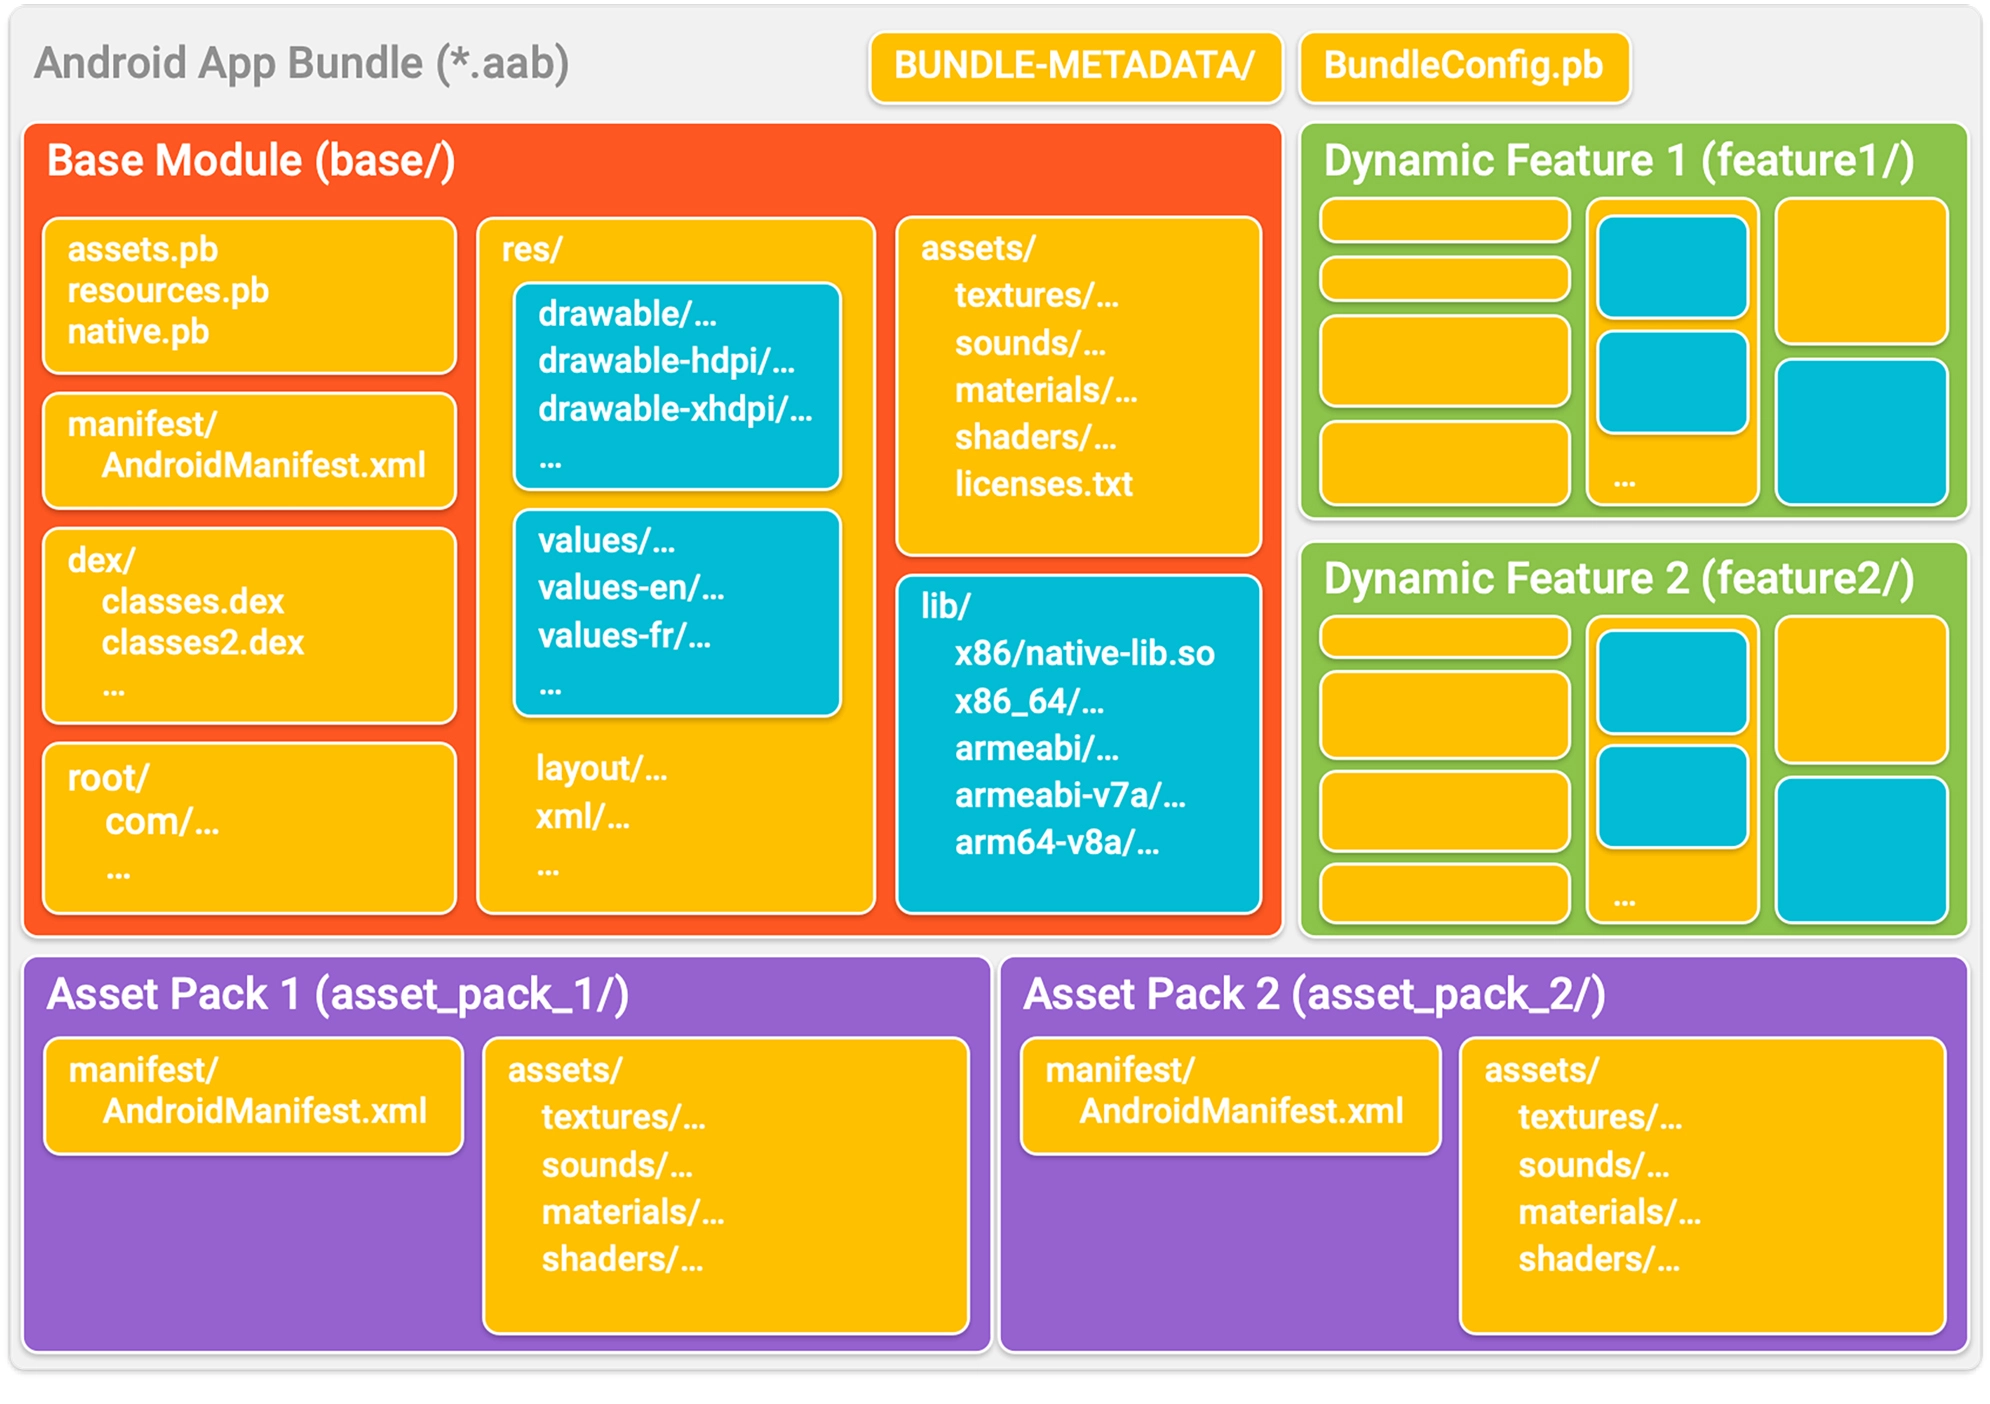 Android App Bundle (*.aab)
BUNDLE-METADATA/
BundleConfig.pb
Base Module (base/)
assets.pb
resources.pb
native.pb
manifest/
AndroidManifest.xml
dex/
classes.dex
classes2.dex
...
root/
com/...
...
res/
drawable/...
drawable-hdpi/...
drawable-xhdpi/...
...
values/...
values-en/...
values-fr/...
...
layout/...
xml/...
...
assets/
textures/...
sounds/...
materials/...
shaders/...
licenses.txt
lib/
x86/native-lib.so
x86_64/...
armeabi/...
armeabi-v7a/...
arm64-v8a/...
Dynamic Feature 1 (feature1/)
...
Dynamic Feature 2 (feature2/)
...
Asset Pack 1 (asset_pack_1/)
manifest/
AndroidManifest.xml
assets/
textures/...
sounds/...
materials/...
shaders/...
Asset Pack 2 (asset_pack_2/)
manifest/
AndroidManifest.xml
assets/
textures/...
sounds/...
materials/...
shaders/...